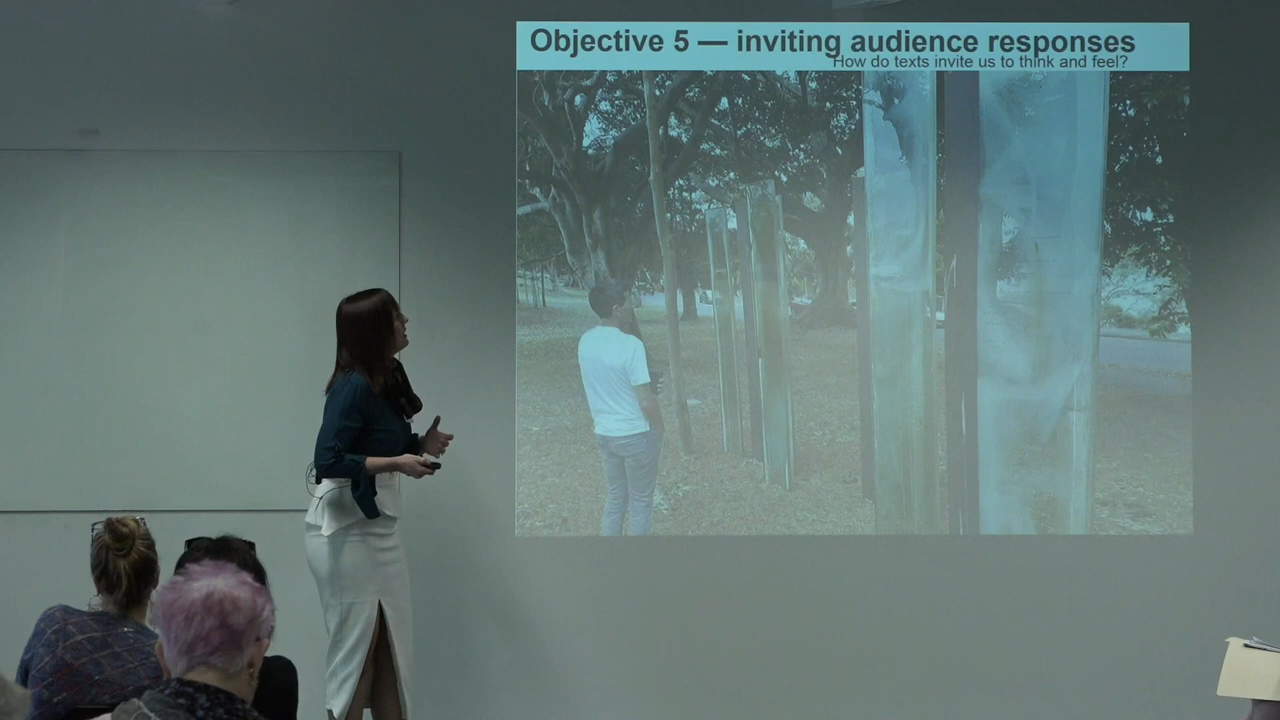 Objective 5 — inviting audience responses
How do texts invite us to think and feel?